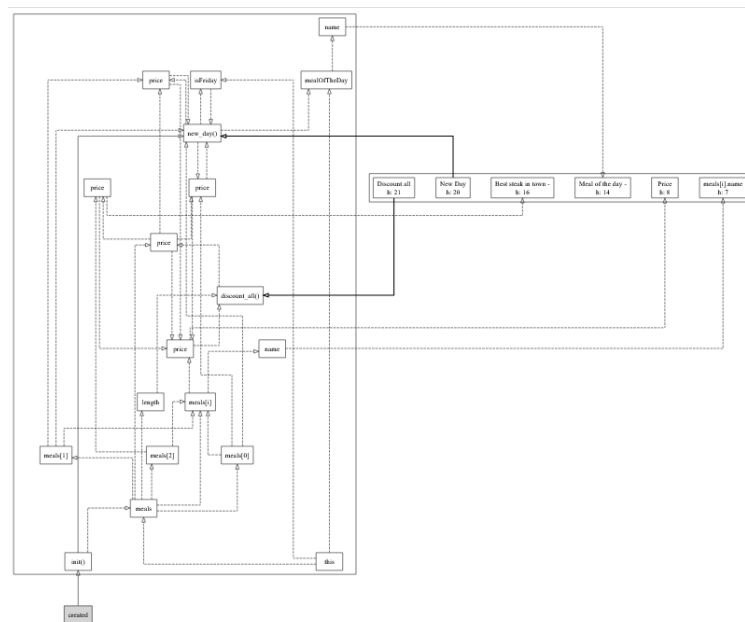 name
price
isFriday
mealOfTheDay
new_day()
price
price
Discount all
h: 21
New Day
h: 20
Best steak in town -
h: 16
Meal of the day -
h: 14
Price
h: 8
meals[i].name
h: 7
price
discount_all()
price
name
length
meals[i]
meals[1]
meals[2]
meals[0]
meals
init()
this
created